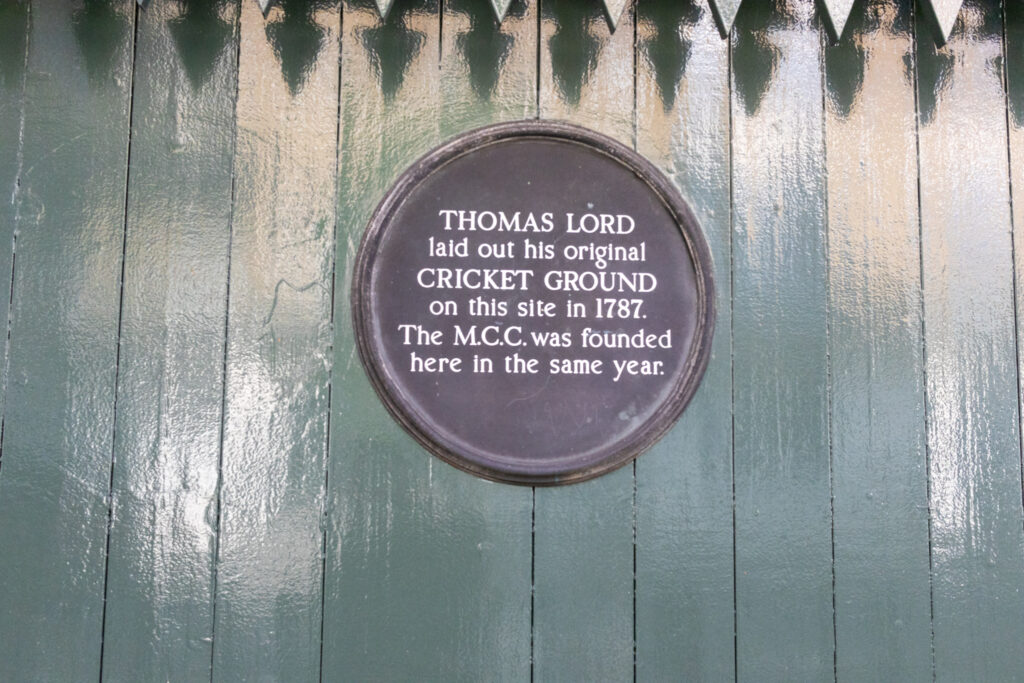 THOMAS LORD
laid out his original
CRICKET GROUND
on this site in 1787.
The M.C.C. was founded
here in the same year.